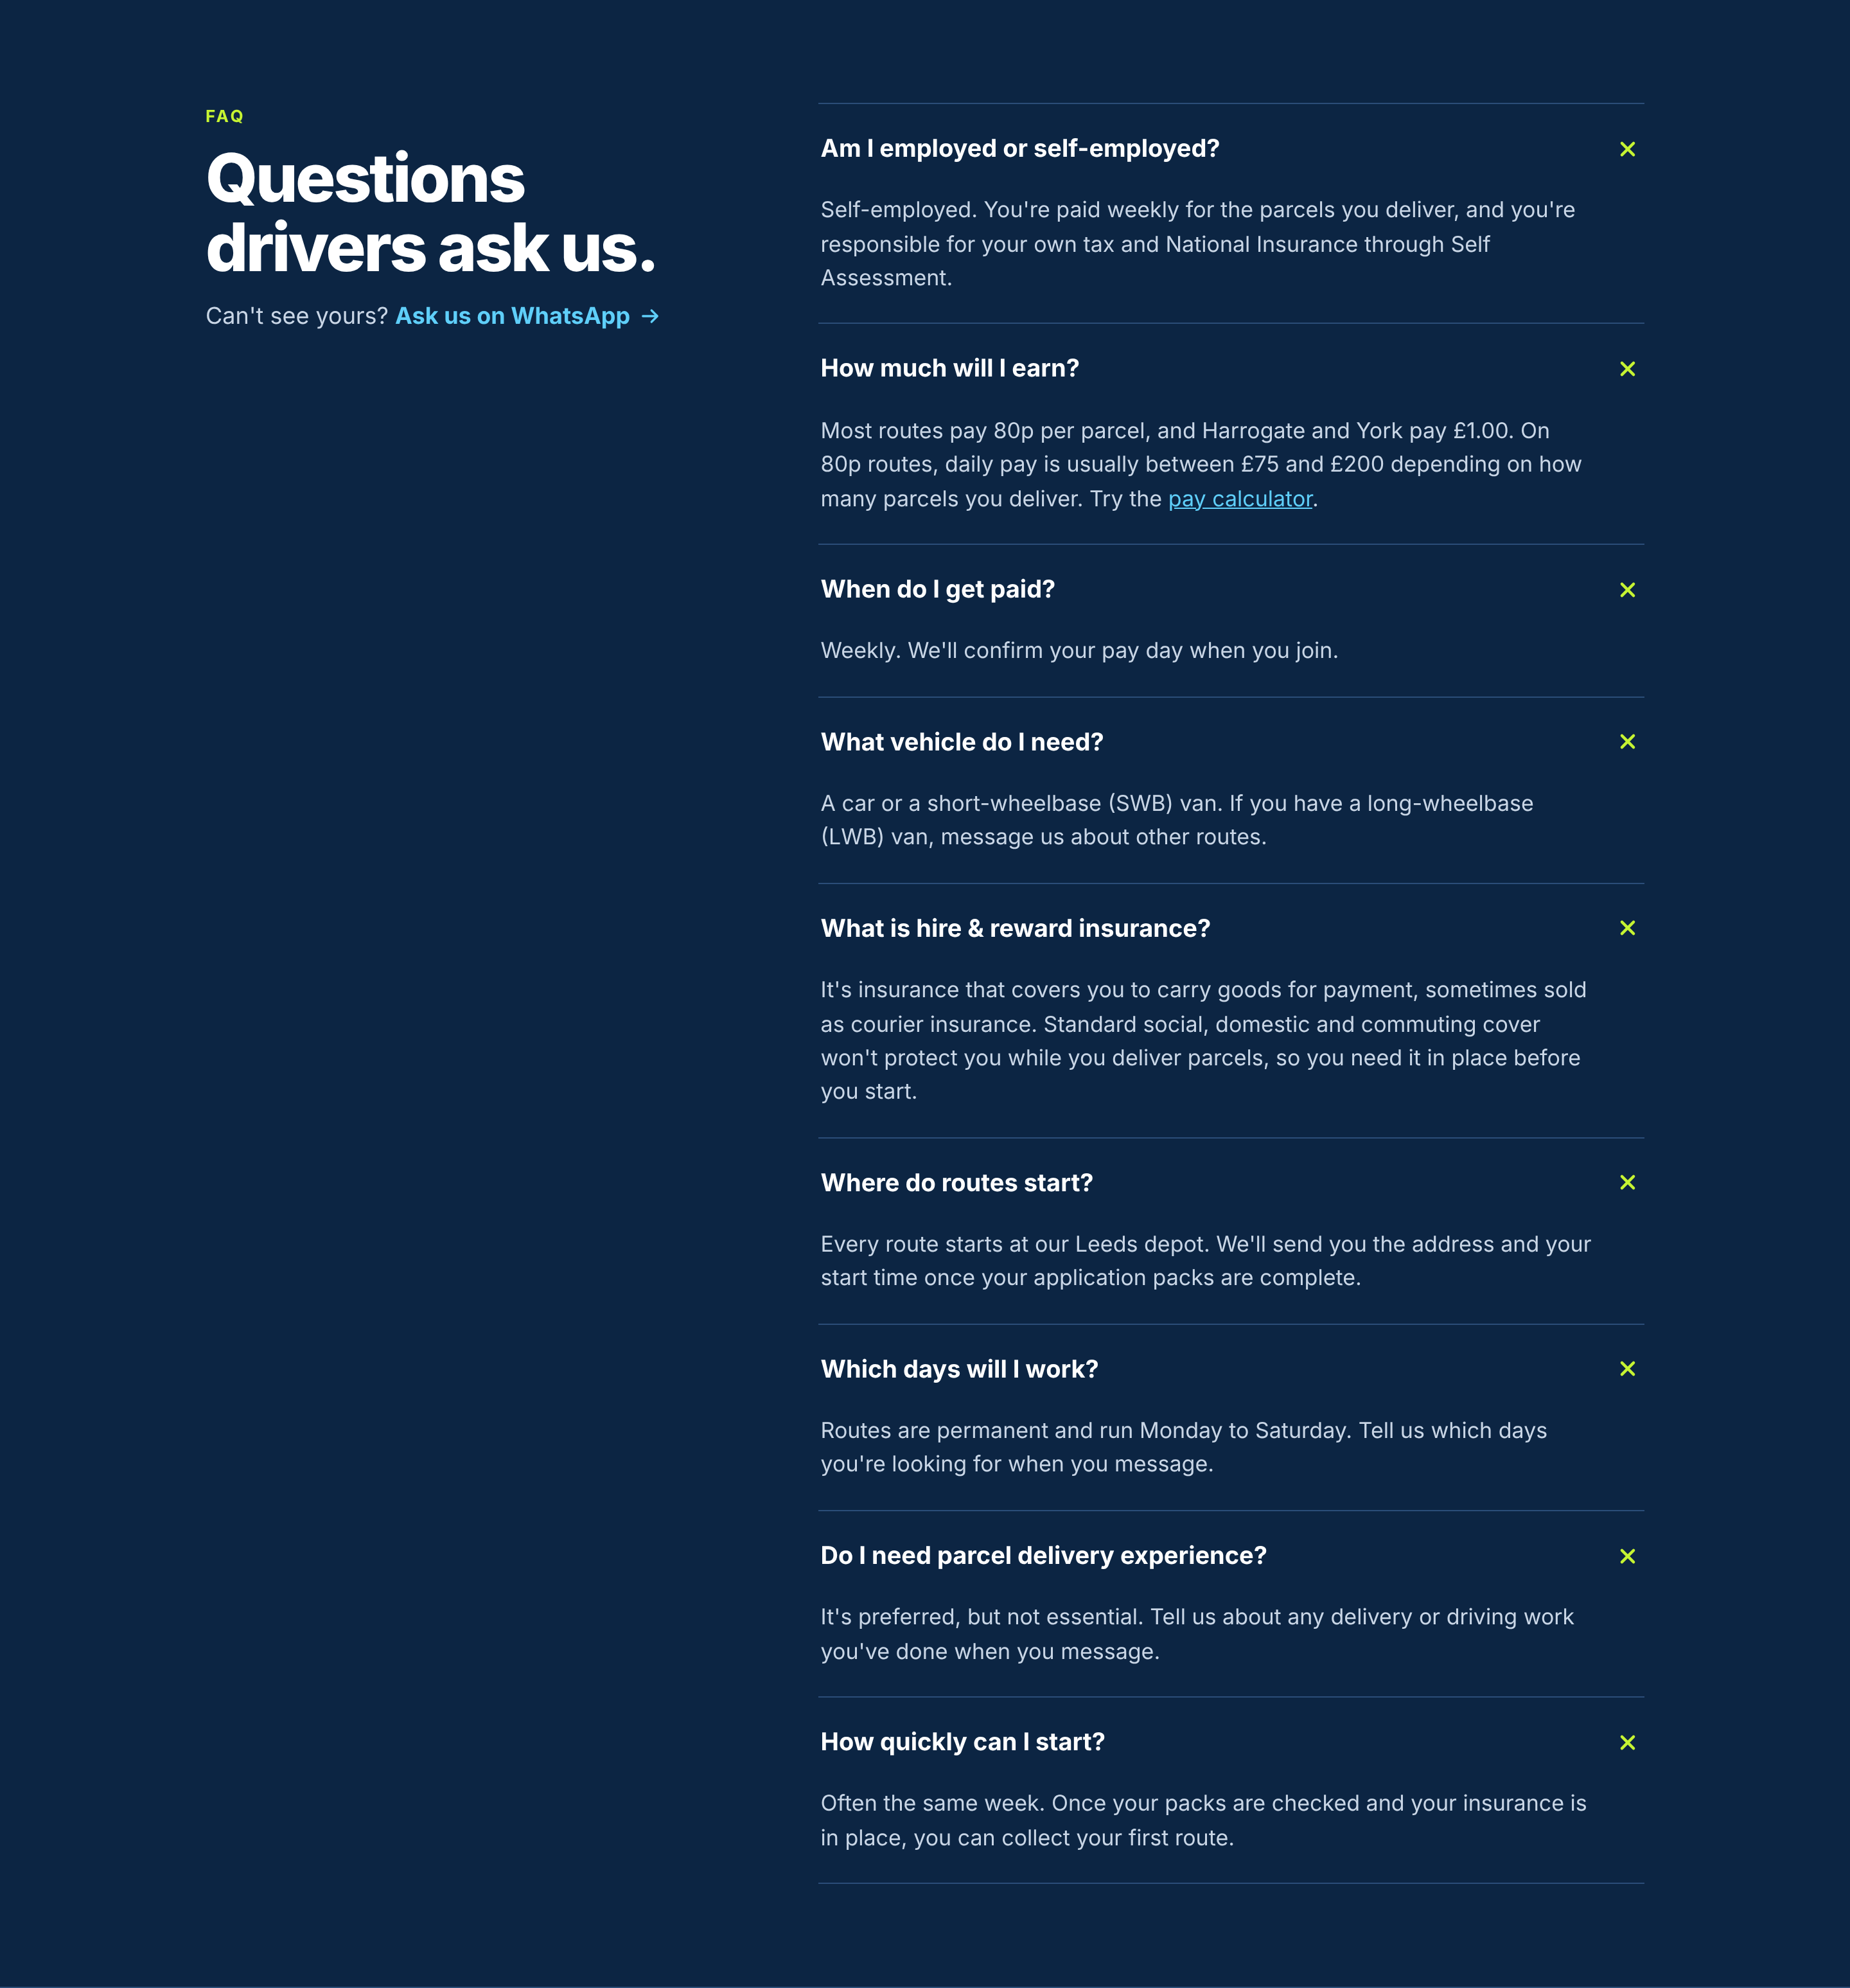 FAQ
Questions
drivers ask us.
Can't see yours? Ask us on WhatsApp →
Am I employed or self-employed?
Self-employed. You're paid weekly for the parcels you deliver, and you're
responsible for your own tax and National Insurance through Self
Assessment.
How much will I earn?
Most routes pay 80p per parcel, and Harrogate and York pay £1.00. On
80p routes, daily pay is usually between £75 and £200 depending on how
many parcels you deliver. Try the pay calculator.
When do I get paid?
Weekly. We'll confirm your pay day when you join.
What vehicle do I need?
A car or a short-wheelbase (SWB) van. If you have a long-wheelbase
(LWB) van, message us about other routes.
What is hire & reward insurance?
It's insurance that covers you to carry goods for payment, sometimes sold
as courier insurance. Standard social, domestic and commuting cover
won't protect you while you deliver parcels, so you need it in place before
you start.
Where do routes start?
Every route starts at our Leeds depot. We'll send you the address and your
start time once your application packs are complete.
Which days will I work?
Routes are permanent and run Monday to Saturday. Tell us which days
you're looking for when you message.
Do I need parcel delivery experience?
It's preferred, but not essential. Tell us about any delivery or driving work
you've done when you message.
How quickly can I start?
Often the same week. Once your packs are checked and your insurance is
in place, you can collect your first route.